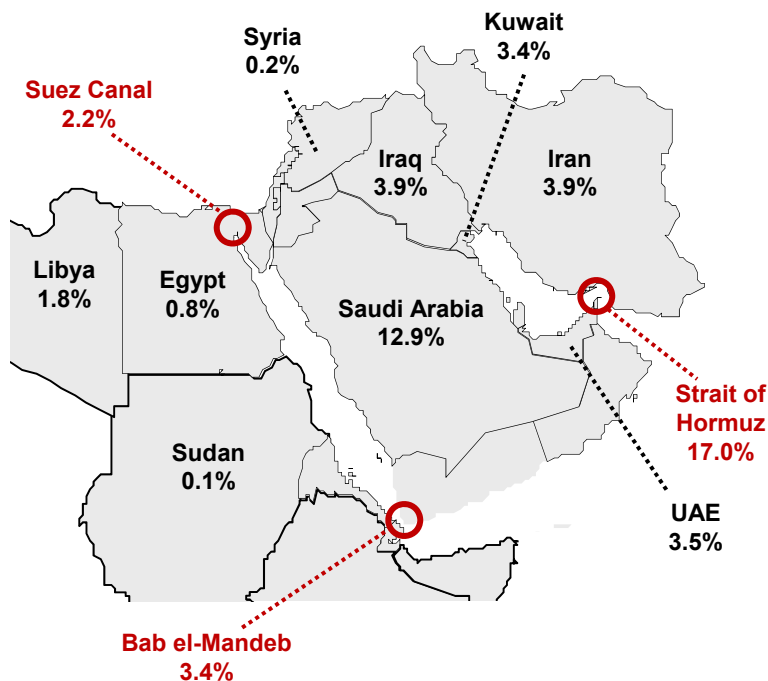 Kuwait
3.4%
Syria
0.2%
Suez Canal
2.2%
Iraq
3.9%
Iran
3.9%
Libya
1.8%
Egypt
0.8%
Saudi Arabia
12.9%
Strait of
Hormuz
17.0%
Sudan
0.1%
UAE
3.5%
Bab el-Mandeb
3.4%